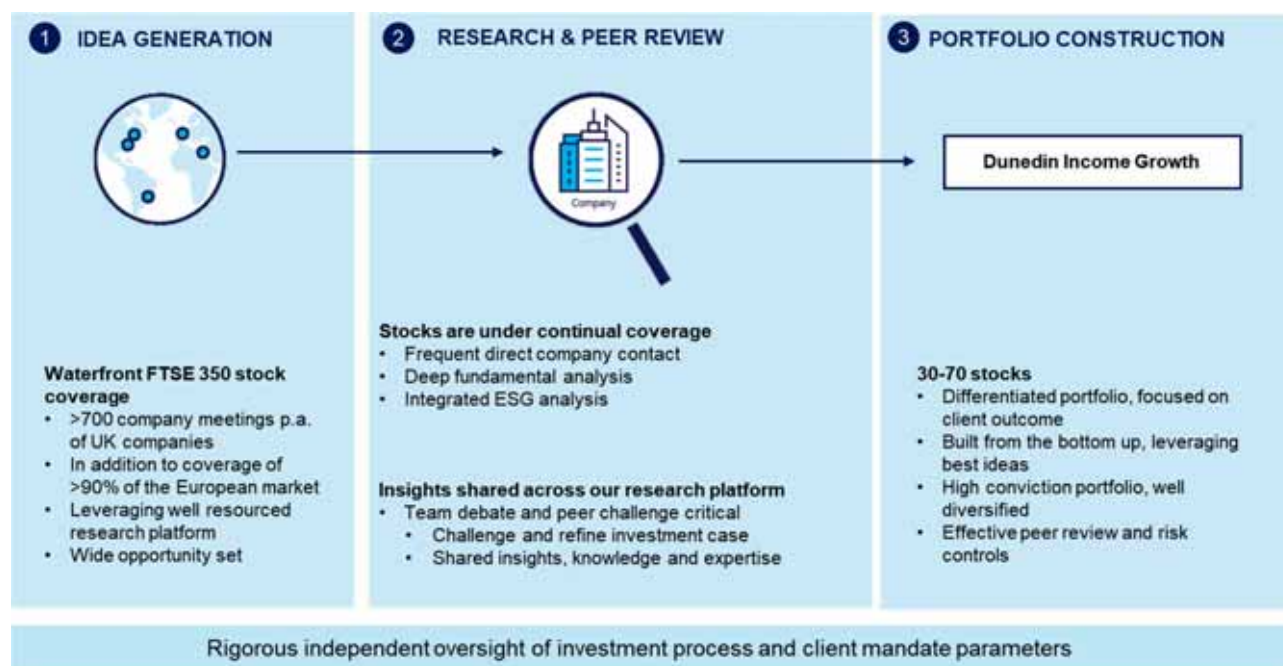 1 IDEA GENERATION
Waterfront FTSE 350 stock
coverage
• >700 company meetings p.a.
of UK companies
• In addition to coverage of
>90% of the European market
• Leveraging well resourced
research platform
• Wide opportunity set
2 RESEARCH & PEER REVIEW
Company
Stocks are under continual coverage
• Frequent direct company contact
• Deep fundamental analysis
• Integrated ESG analysis
Insights shared across our research platform
• Team debate and peer challenge critical
• Challenge and refine investment case
• Shared insights, knowledge and expertise
3 PORTFOLIO CONSTRUCTION
Dunedin Income Growth
30-70 stocks
• Differentiated portfolio, focused on
client outcome
• Built from the bottom up, leveraging
best ideas
• High conviction portfolio, well
diversified
• Effective peer review and risk
controls
Rigorous independent oversight of investment process and client mandate parameters